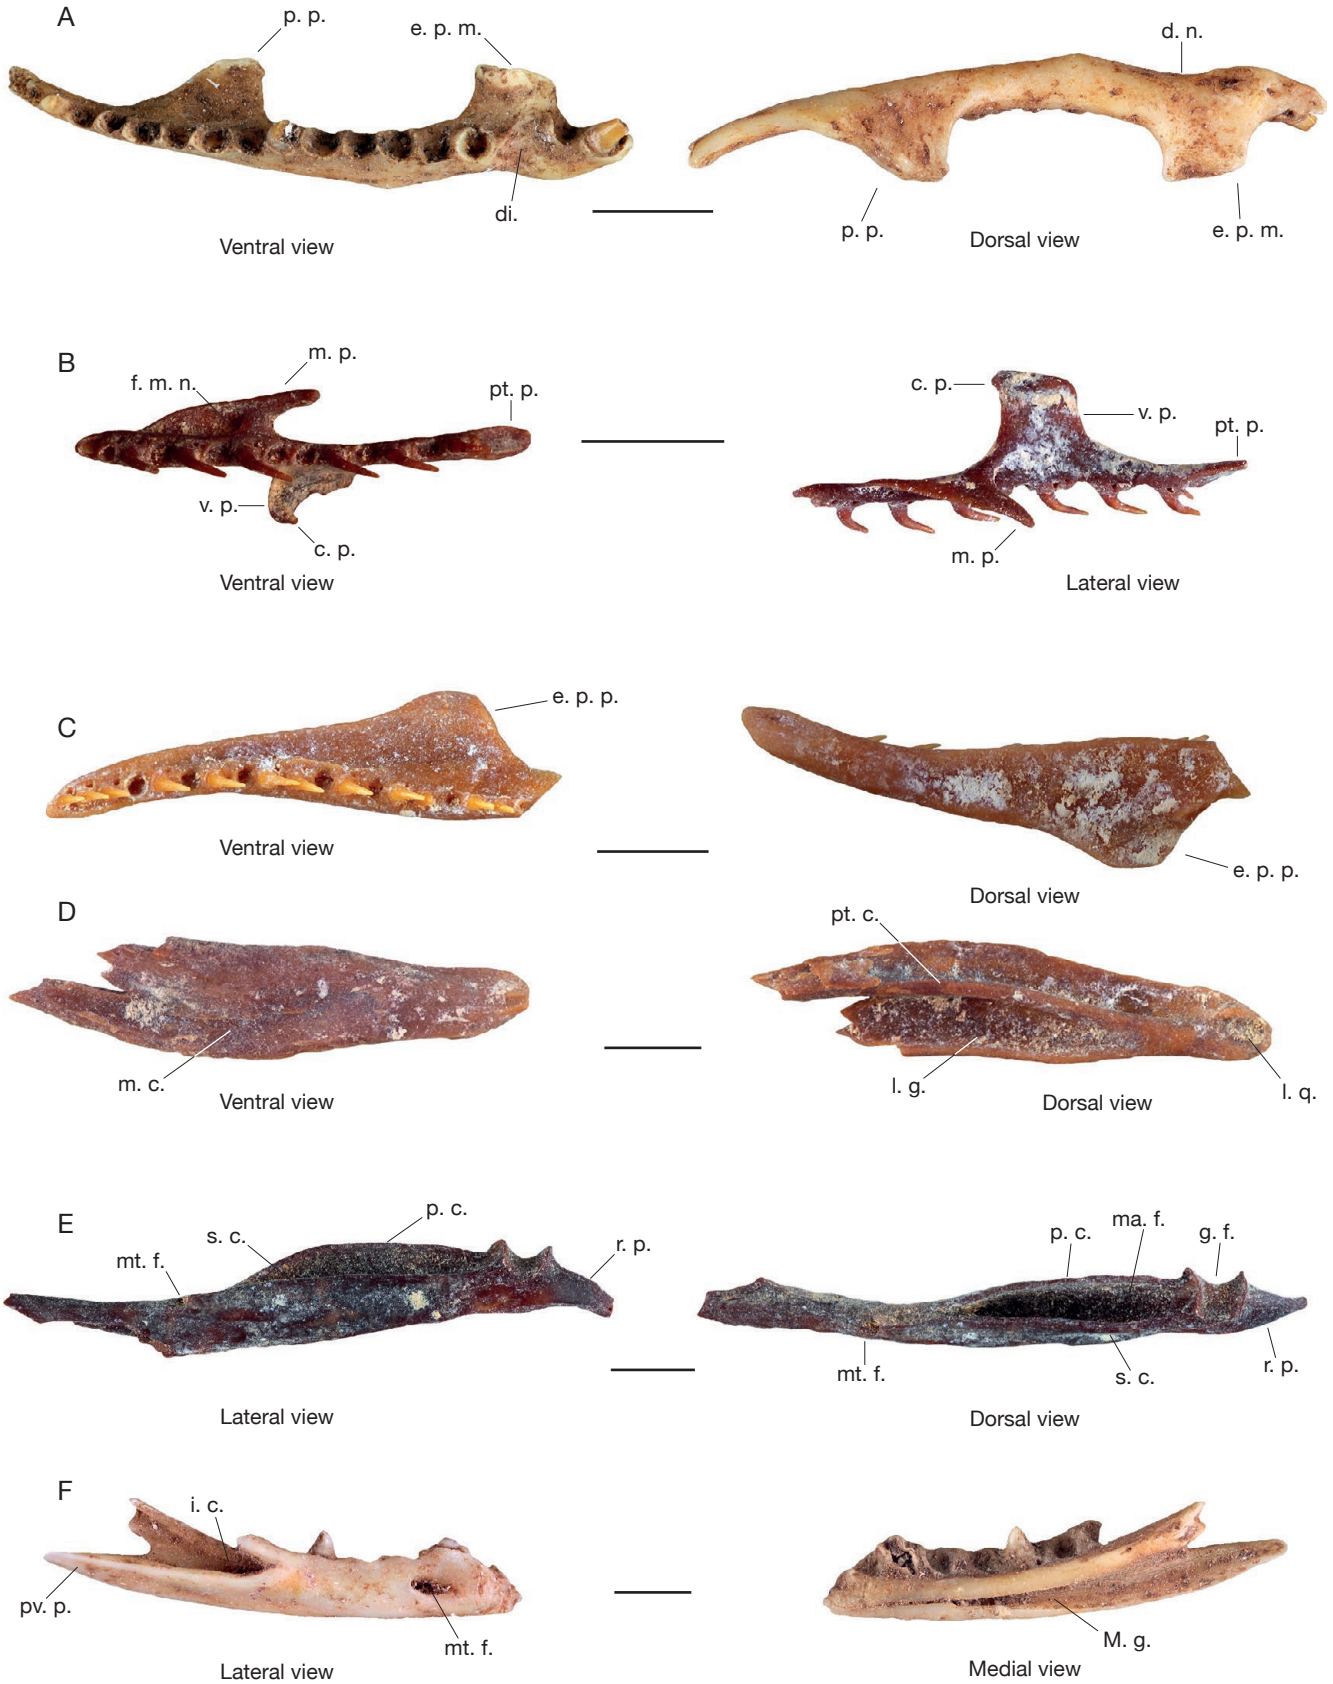 A
p. p.
e. p. m.
d. n.
di.
p. p.
e. p. m.
Ventral view
Dorsal view
B
m. p.
f. m. n.
pt. p.
v. p.
c. p.
Ventral view
c. p.
v. p.
pt. p.
m. p.
Lateral view
C
e. p. p.
Ventral view
e. p. p.
Dorsal view
D
m. c.
Ventral view
pt. c.
l. g.
l. q.
Dorsal view
E
mt. f.
s. c.
p. c.
r. p.
Lateral view
p. c.
ma. f.
g. f.
mt. f.
s. c.
r. p.
Dorsal view
F
i. c.
pv. p.
mt. f.
Lateral view
M. g.
Medial view